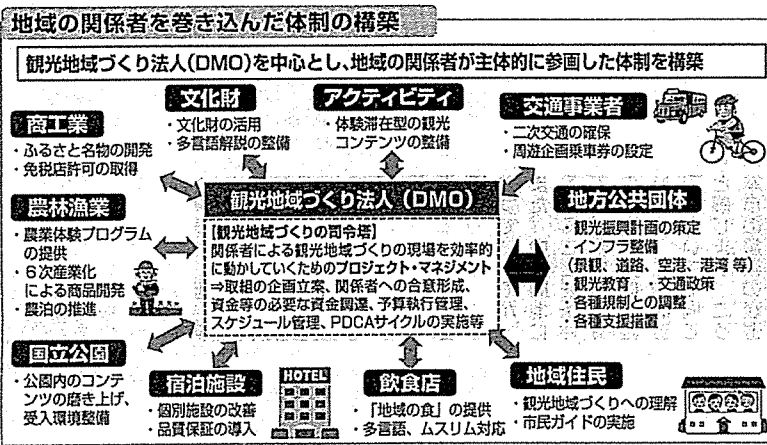 地域の関係者を巻き込んだ体制の構築
観光地域づくり法人(DMO)を中心とし、地域の関係者が主体的に参画した体制を構築
文化財
・文化財の活用
・多言語解説の整備
アクティビティ
・体験滞在型の観光
コンテンツの整備
交通事業者
・二次交通の確保
・周遊企画乗車券の設定
商工業
・ふるさと名物の開発
・免税店許可の取得
農林漁業
・農業体験プログラム
の提供
・6次産業化
による商品開発
・農泊の推進
観光地域づくり法人(DMO)
【観光地域づくりの司令塔】
関係者による観光地域づくりの現場を効率的
に動かしていくためのプロジェクト・マネジメント
⇒取組の企画立案、関係者への合意形成、
資金等の必要な資金調達、予算執行管理、
スケジュール管理、PDCAサイクルの実施等
地方公共団体
・観光振興計画の策定
・インフラ整備
(景観、道路、空港、港湾 等)
・観光教育 ・交通政策
・各種規制との調整
・各種支援措置
国立公園
・公園内のコンテ
ンツの磨き上げ、
受入環境整備
宿泊施設
・個別施設の改善
・品質保証の導入
HOTEL
飲食店
・「地域の食」の提供
・多言語、ムスリム対応
地域住民
・観光地域づくりへの理解
・市民ガイドの実施